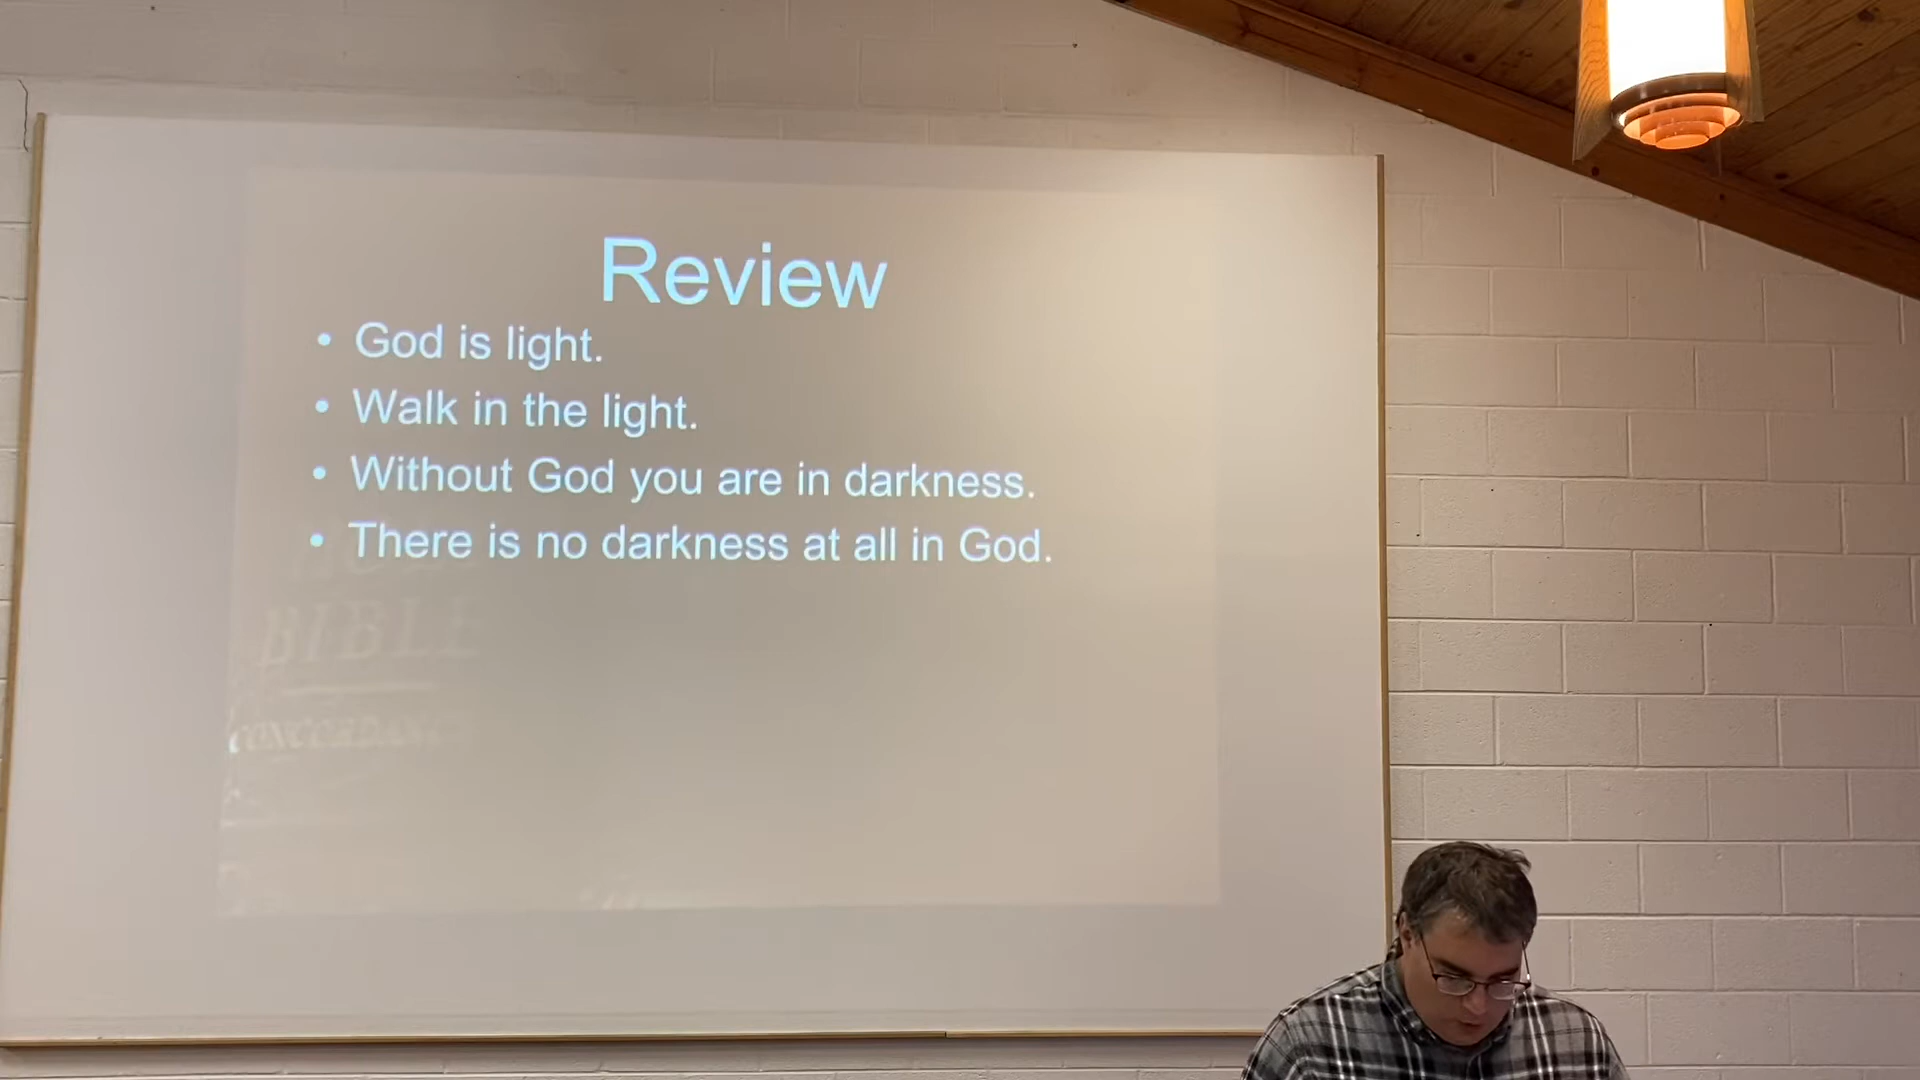 Review
• God is light.
• Walk in the light.
• Without God you are in darkness.
• There is no darkness at all in God.
BIBLE
CONCORDANCE